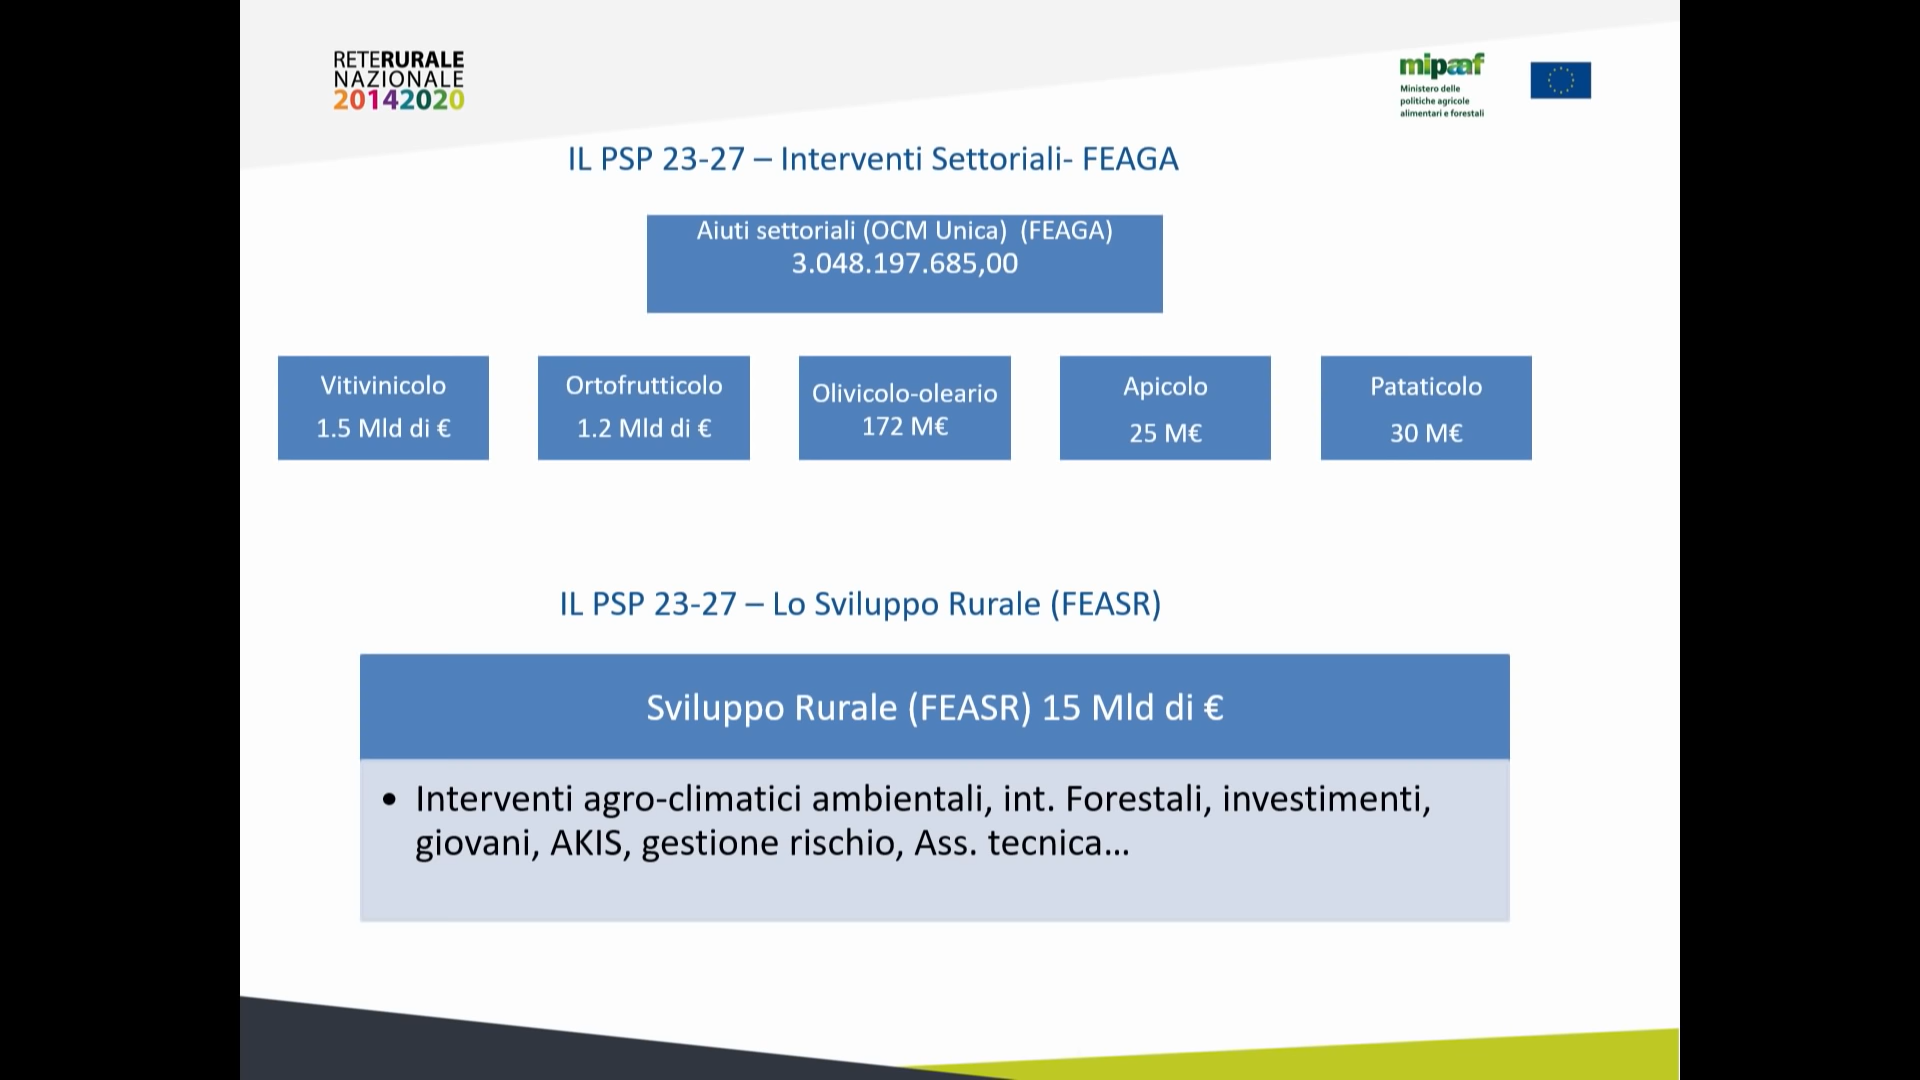 RETERURALE
NAZIONALE
20142020
mipaaf
Ministero delle
politiche agricole
alimentari e forestali
IL PSP 23-27 – Interventi Settoriali- FEAGA
Aiuti settoriali (OCM Unica) (FEAGA)
3.048.197.685,00
Vitivinicolo
1.5 Mld di €
Ortofrutticolo
1.2 Mld di €
Olivicolo-oleario
172 M€
Apicolo
25 M€
Pataticolo
30 M€
IL PSP 23-27 – Lo Sviluppo Rurale (FEASR)
Sviluppo Rurale (FEASR) 15 Mld di €
• Interventi agro-climatici ambientali, int. Forestali, investimenti,
giovani, AKIS, gestione rischio, Ass. tecnica...